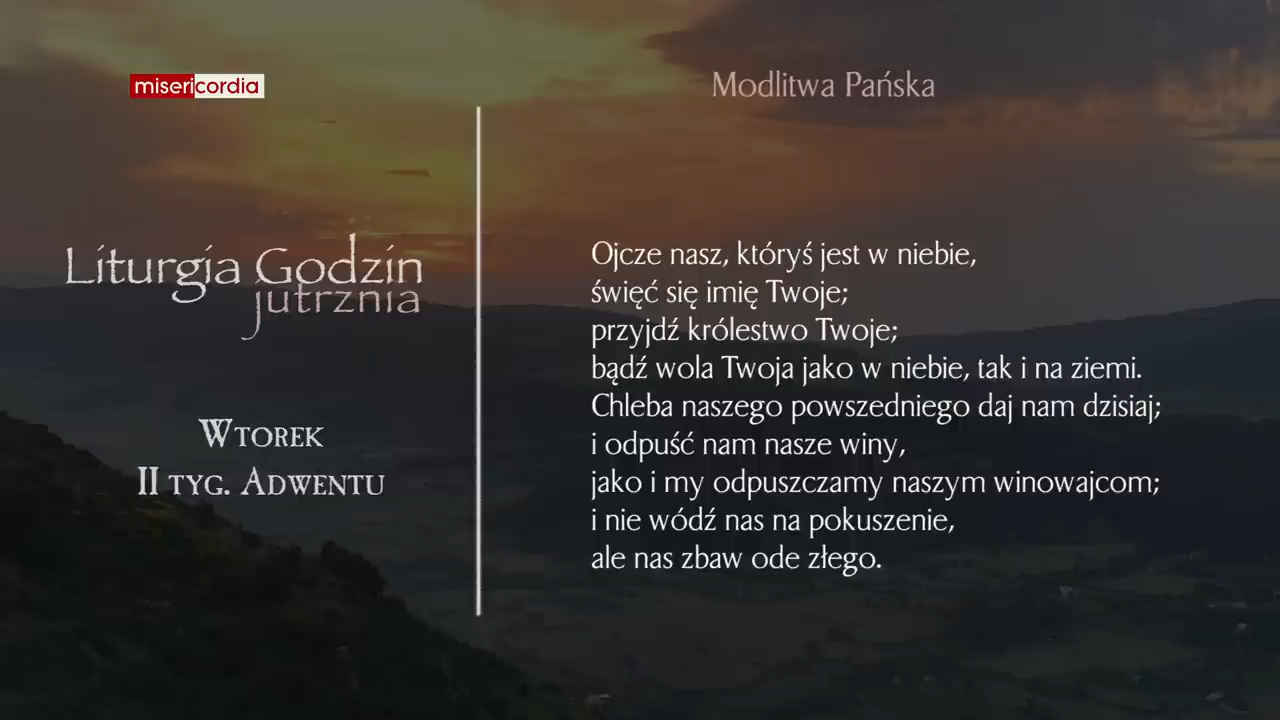 misericordia
Modlitwa Pańska
Liturgia Godzin
jutrznia
Wtorek
II tyg. Adwentu
Ojcze nasz, któryś jest w niebie,
święć się imię Twoje;
przyjdź królestwo Twoje;
bądź wola Twoja jako w niebie, tak i na ziemi.
Chleba naszego powszedniego daj nam dzisiaj;
i odpuść nam nasze winy,
jako i my odpuszczamy naszym winowajcom;
i nie wódź nas na pokuszenie,
ale nas zbaw ode złego.